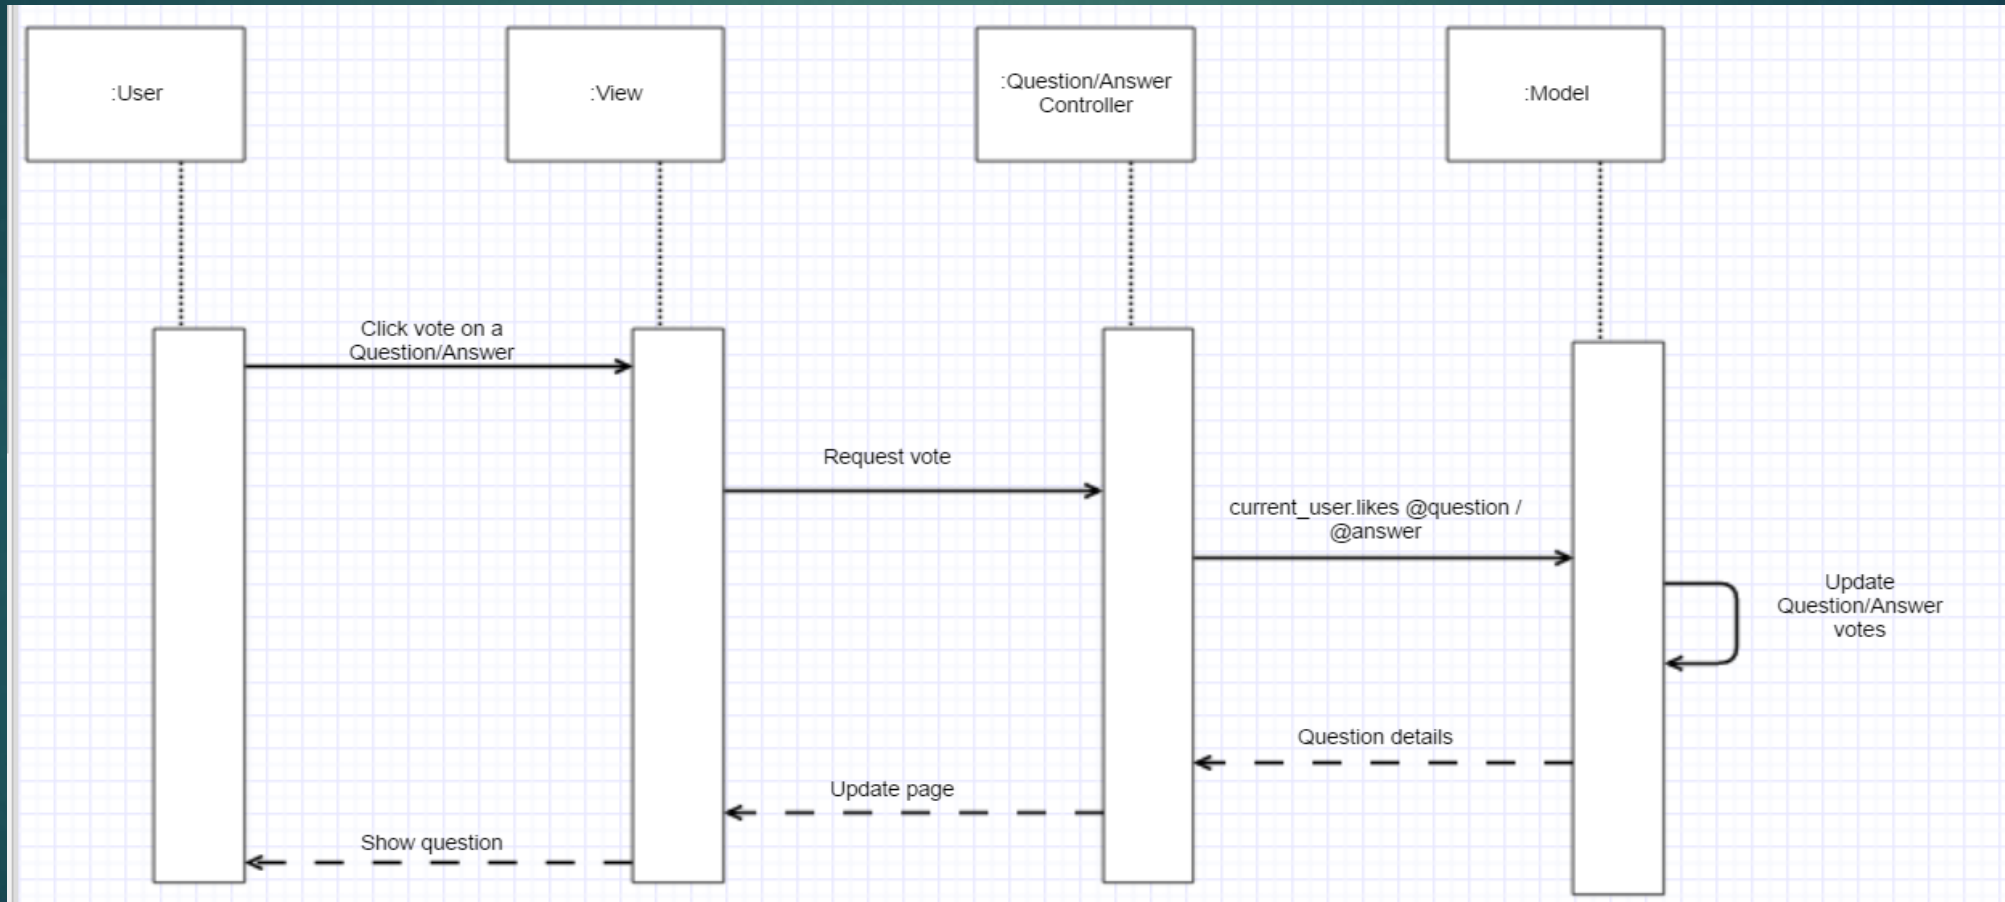 :User
:View
:Question/Answer
Controller
:Model
Click vote on a
Question/Answer
Request vote
current_user.likes @question /
@answer
Update
Question/Answer
votes
Question details
Update page
Show question